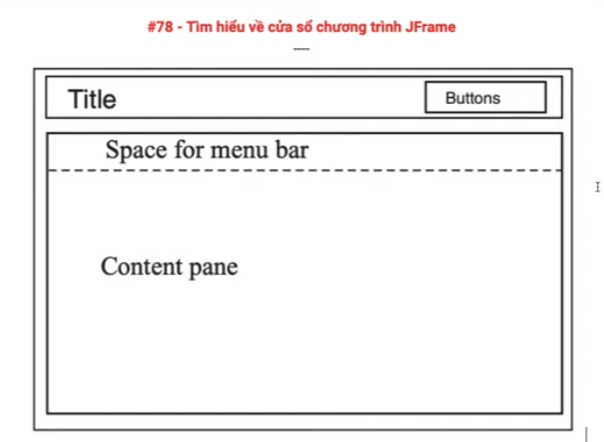 #78 - Tìm hiểu về cửa sổ chương trình JFrame
Title
Buttons
Space for menu bar
Content pane